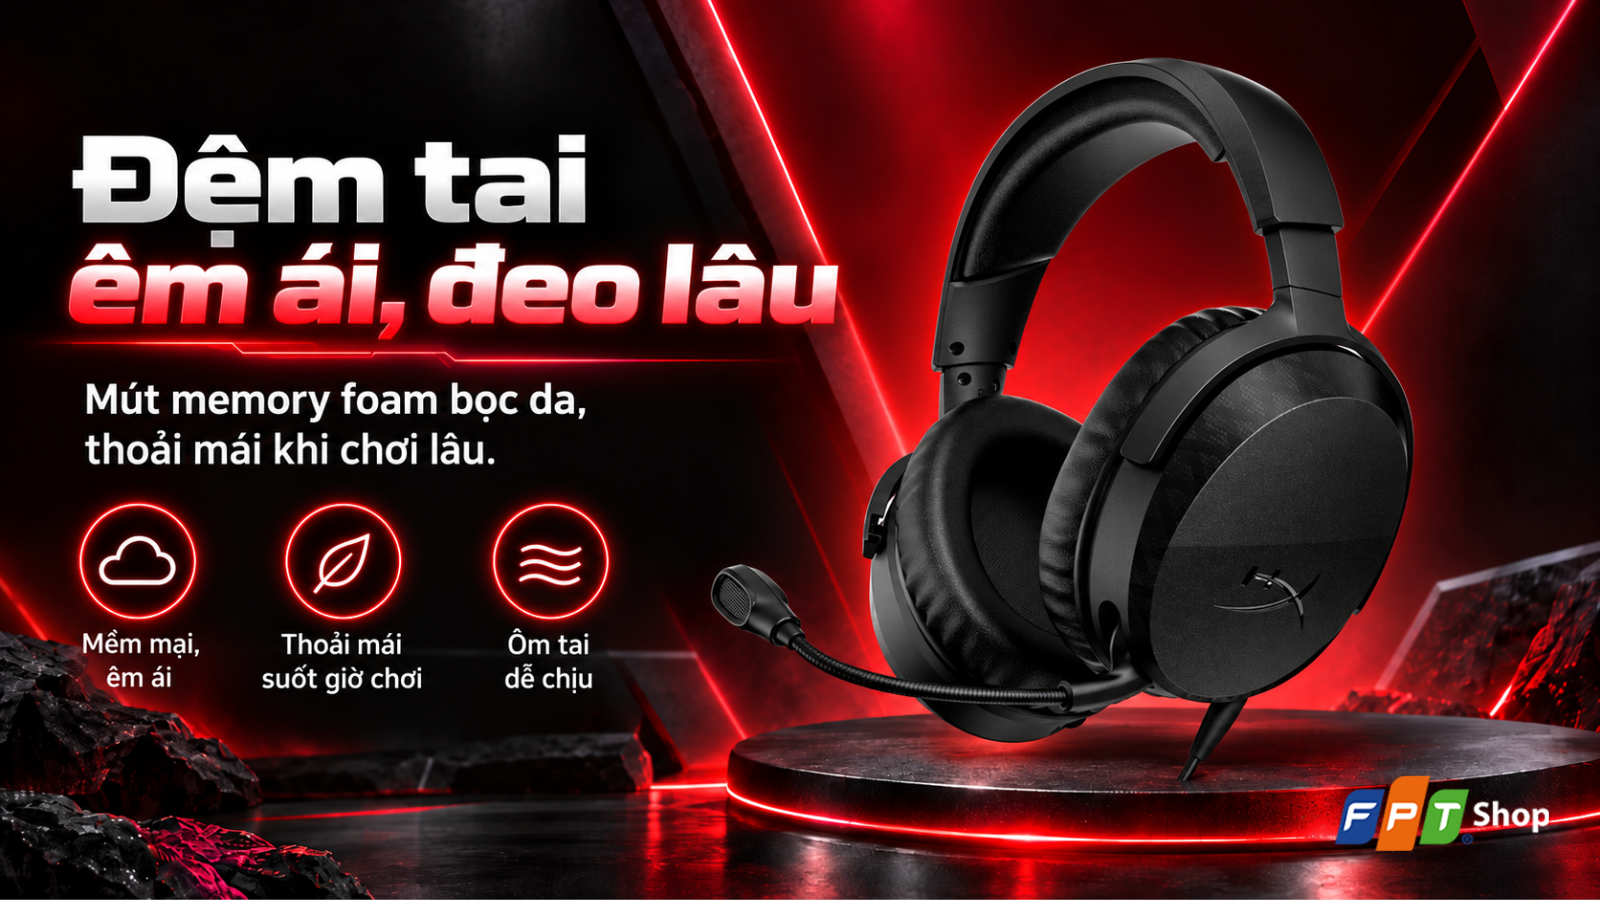 Đệm tai
êm ái, đeo lâu
Mút memory foam bọc da,
thoải mái khi chơi lâu.
Mềm mại,
êm ái
Thoải mái
suốt giờ chơi
Ôm tai
dễ chịu
HX
FPT Shop